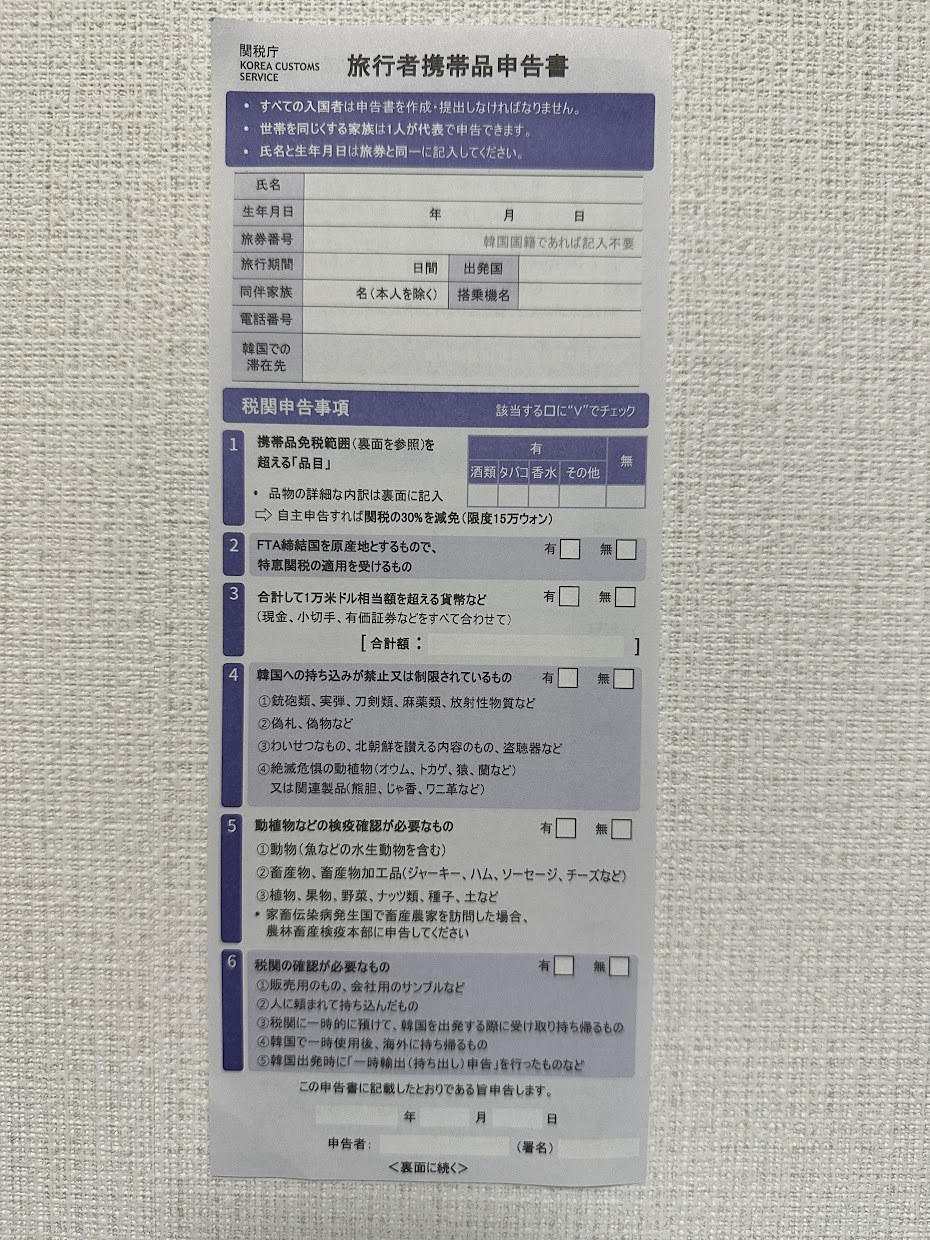 関税庁
KOREA CUSTOMS
SERVICE
旅行者携帯品申告書
• すべての入国者は申告書を作成・提出しなければなりません。
• 世帯を同じくする家族は1人が代表で申告できます。
• 氏名と生年月日は旅券と同一に記入してください。
氏名
生年月日 年 月 日
旅券番号 韓国国籍であれば記入不要
旅行期間 日間 出発国
同伴家族 名(本人を除く) 搭乗機名
電話番号
韓国での
滞在先
税関申告事項 該当する口に"V"でチェック
1 携帯品免税範囲(裏面を参照)を
超える「品目」
有 無
酒類 タバコ 香水 その他
• 品物の詳細な内訳は裏面に記入
⇨ 自主申告すれば関税の30%を減免(限度15万ウォン)
2 FTA締結国を原産地とするもので、 有□ 無□
特恵関税の適用を受けるもの
3 合計して1万米ドル相当額を超える貨幣など 有□ 無□
(現金、小切手、有価証券などをすべて合わせて)
[ 合計額 : ]
4 韓国への持ち込みが禁止又は制限されているもの 有□ 無□
①銃砲類、実弾、刀剣類、麻薬類、放射性物質など
②偽札、偽物など
③わいせつなもの、北朝鮮を讃える内容のもの、盗聴器など
④絶滅危惧の動植物(オウム、トカゲ、猿、蘭など)
又は関連製品(熊胆、じゃ香、ワニ革など)
5 動植物などの検疫確認が必要なもの 有□ 無□
①動物(魚などの水生動物を含む)
②畜産物、畜産物加工品(ジャーキー、ハム、ソーセージ、チーズなど)
③植物、果物、野菜、ナッツ類、種子、土など
* 家畜伝染病発生国で畜産農家を訪問した場合、
農林畜産検疫本部に申告してください
6 税関の確認が必要なもの 有□ 無□
①販売用のもの、会社用のサンプルなど
②人に頼まれて持ち込んだもの
③税関に一時的に預けて、韓国を出発する際に受け取り持ち帰るもの
④韓国で一時使用後、海外に持ち帰るもの
⑤韓国出発時に「一時輸出(持ち出し)申告」を行ったものなど
この申告書に記載したとおりである旨申告します。
年 月 日
申告者: (署名)
<裏面に続く>